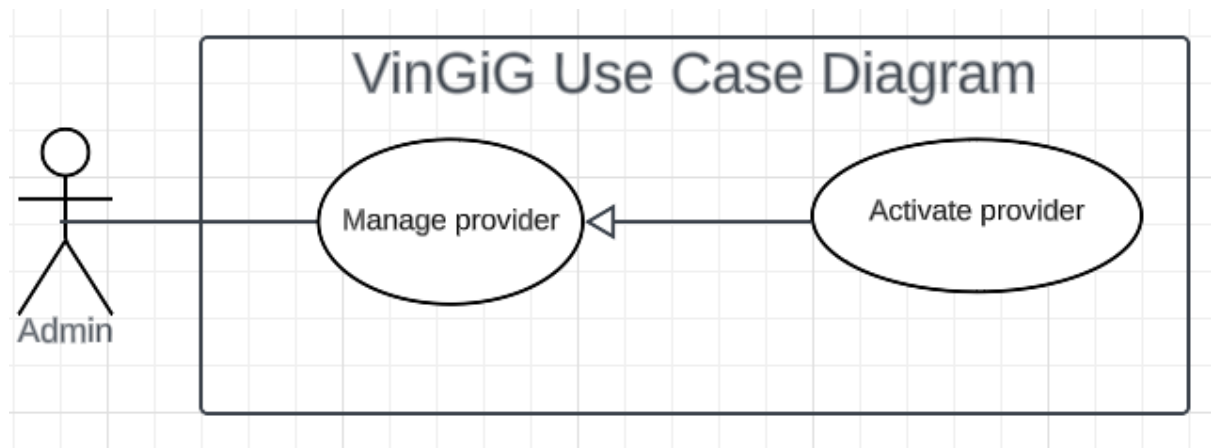 VinGiG Use Case Diagram
Manage provider
Activate provider
Admin